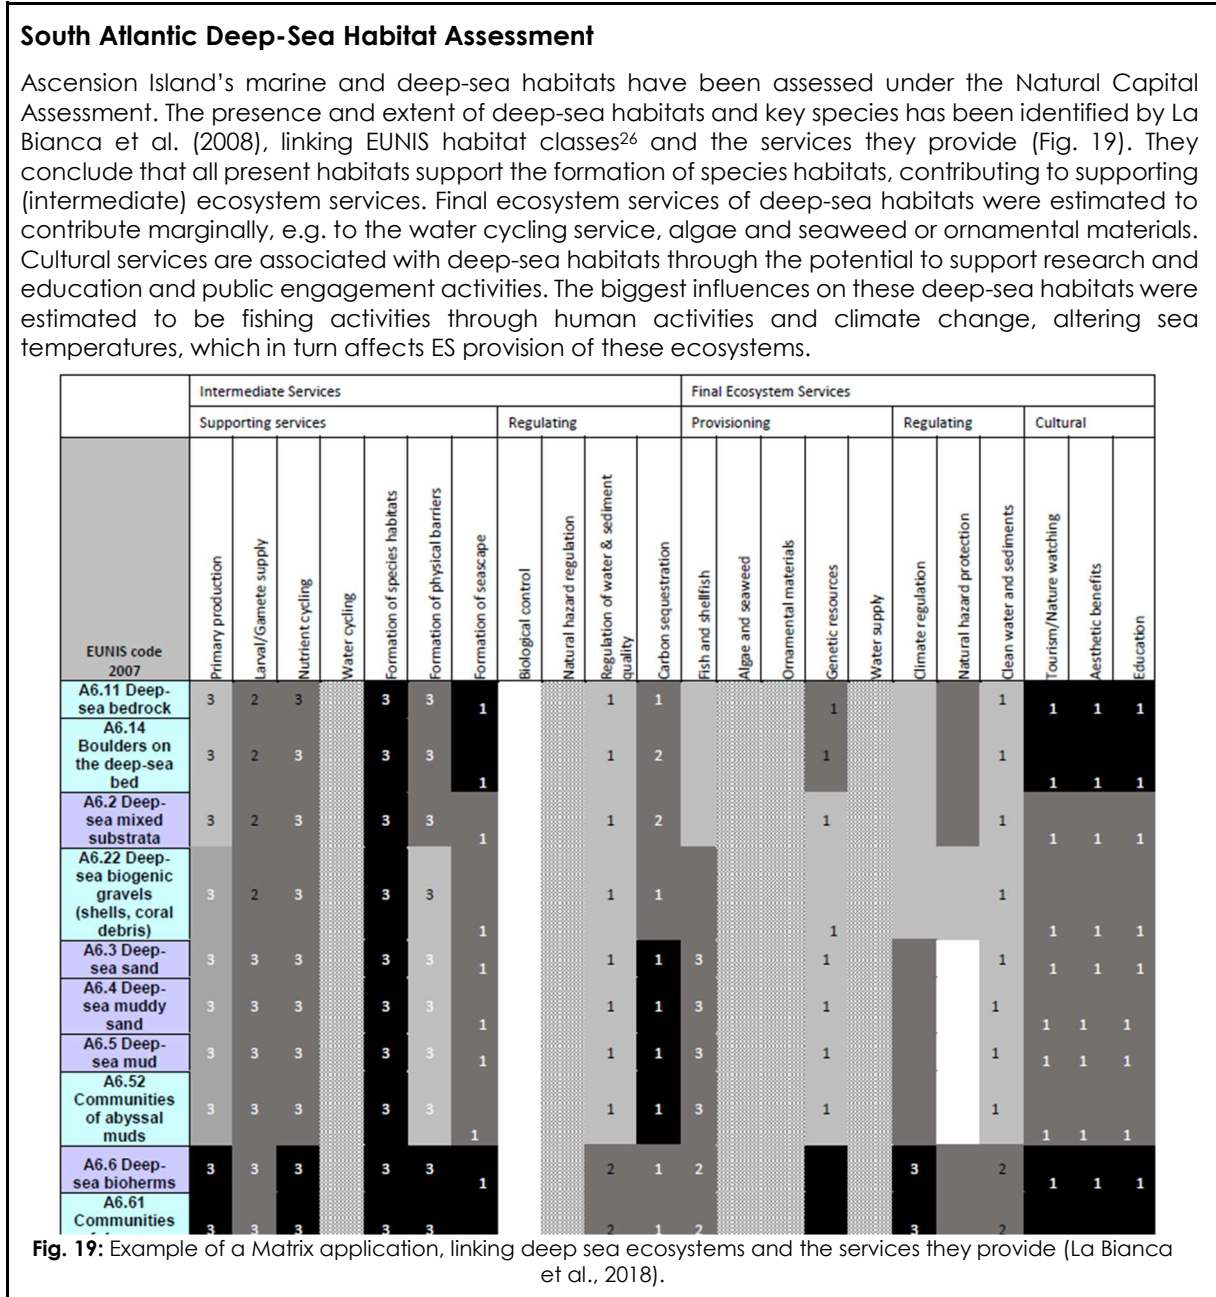 South Atlantic Deep-Sea Habitat Assessment
Ascension Island's marine and deep-sea habitats have been assessed under the Natural Capital
Assessment. The presence and extent of deep-sea habitats and key species has been identified by La
Bianca et al. (2008), linking EUNIS habitat classes26 and the services they provide (Fig. 19). They
conclude that all present habitats support the formation of species habitats, contributing to supporting
(intermediate) ecosystem services. Final ecosystem services of deep-sea habitats were estimated to
contribute marginally, e.g. to the water cycling service, algae and seaweed or ornamental materials.
Cultural services are associated with deep-sea habitats through the potential to support research and
education and public engagement activities. The biggest influences on these deep-sea habitats were
estimated to be fishing activities through human activities and climate change, altering sea
temperatures, which in turn affects ES provision of these ecosystems.
Intermediate Services Final Ecosystem Services
Supporting services Regulating Provisioning Regulating Cultural
EUNIS code
2007
Primary production
Larval/Gamete supply
Nutrient cycling
Water cycling
Formation of species habitats
Formation of physical barriers
Formation of seascape
Biological control
Natural hazard regulation
Regulation of water & sediment
quality
Carbon sequestration
Fish and shellfish
Algae and seaweed
Ornamental materials
Genetic resources
Water supply
Climate regulation
Natural hazard protection
Clean water and sediments
Tourism/Nature watching
Aesthetic benefits
Education
A6.11 Deep-
sea bedrock
3 2 3 3 3 1 1 1 1 1 1 1 1
A6.14
Boulders on
the deep-sea
bed
3 2 3 3 3 1 1 2 1 1 1 1 1
A6.2 Deep-
sea mixed
substrata
3 2 3 3 3 1 1 2 1 1 1 1 1
A6.22 Deep-
sea biogenic
gravels
(shells, coral
debris)
3 2 3 3 3 1 1 1 1 1 1 1 1
A6.3 Deep-
sea sand
3 3 3 3 3 1 1 1 3 1 1 1 1 1
A6.4 Deep-
sea muddy
sand
3 3 3 3 3 1 1 1 3 1 1 1 1 1
A6.5 Deep-
sea mud
3 3 3 3 3 1 1 1 3 1 1 1 1 1
A6.52
Communities
of abyssal
muds
3 3 3 3 3 1 1 1 3 1 1 1 1 1
A6.6 Deep-
sea bioherms
3 3 3 3 3 1 2 1 2 3 2 1 1 1
A6.61
Communities
3 3 3 3 3 2 1 2 3 2
Fig. 19: Example of a Matrix application, linking deep sea ecosystems and the services they provide (La Bianca
et al., 2018).